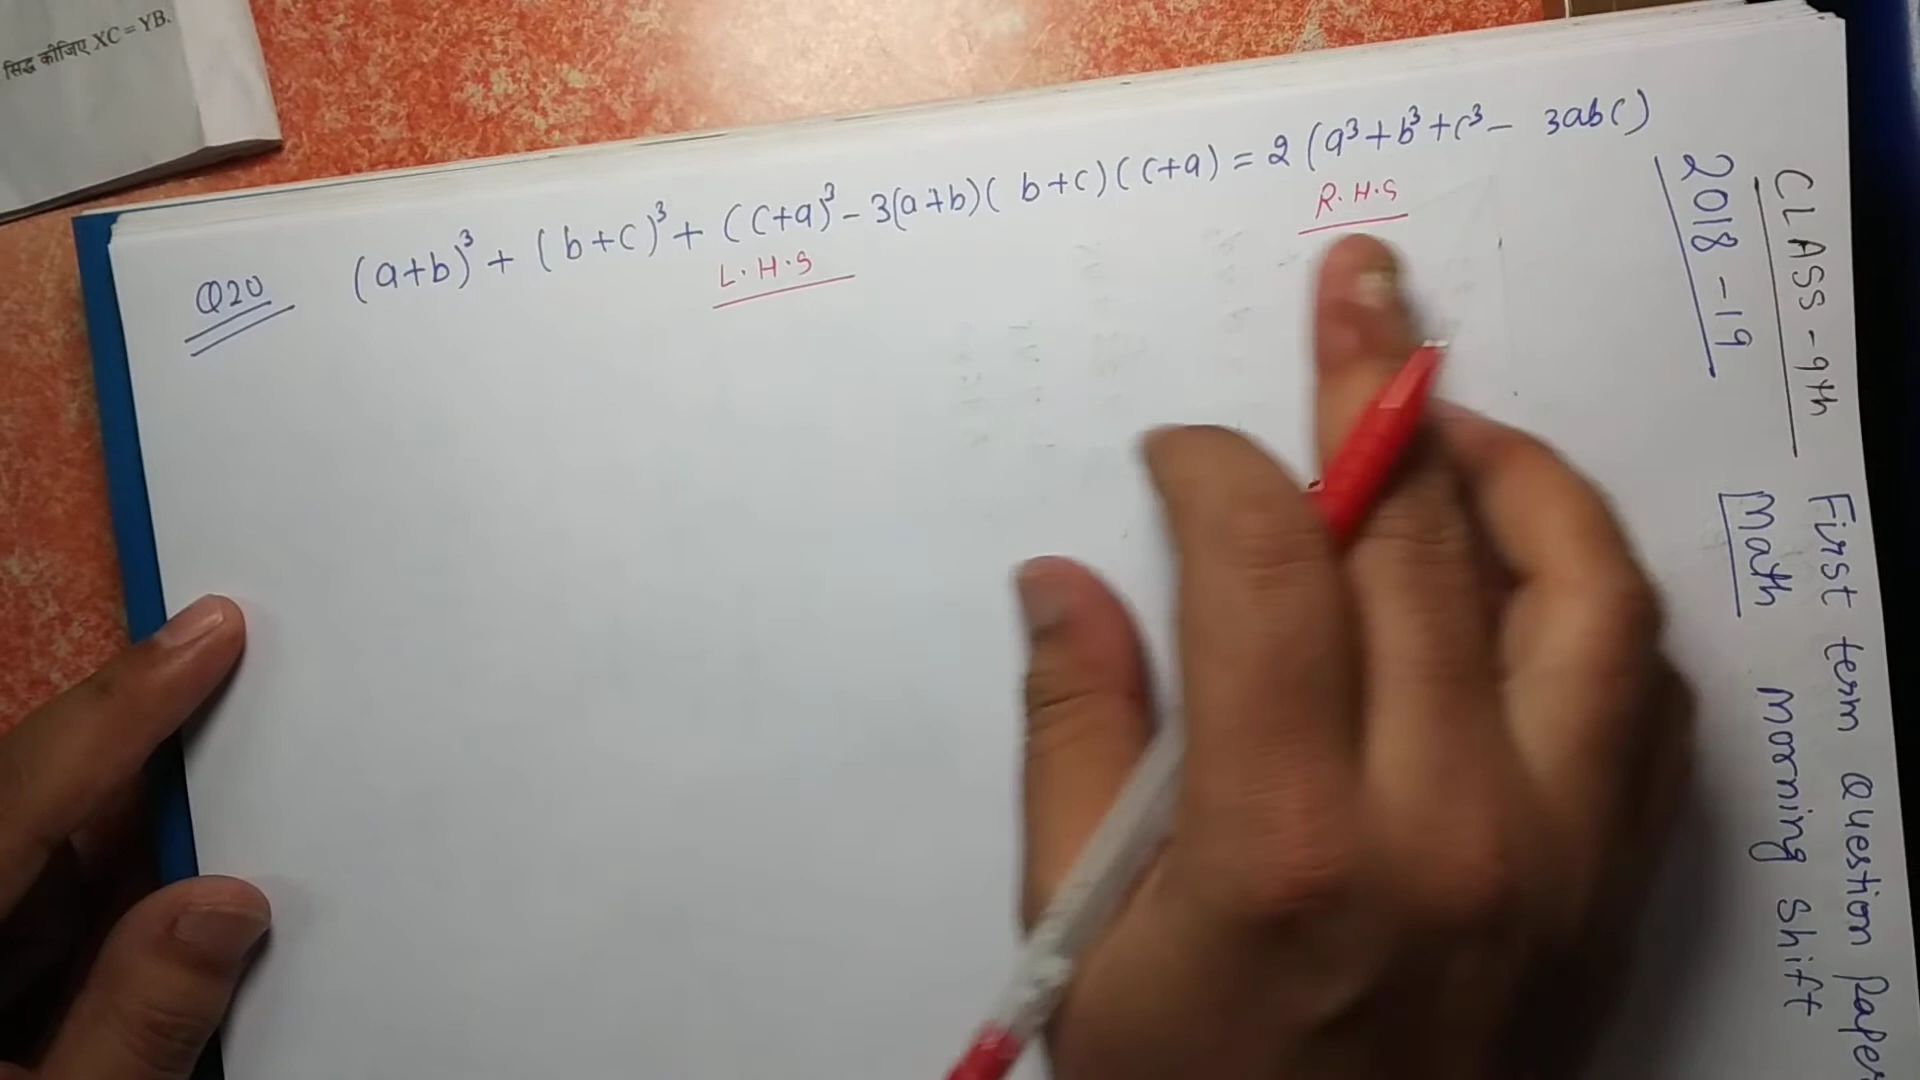 सिद्ध कीजिए XC = YB.
Q20 (a+b)³ + (b+c)³ + (c+a)³ - 3(a+b)(b+c)(c+a) = 2(a³+b³+c³- 3abc)
L.H.S
R.H.S
CLASS-9th First term Question Paper
2018-19 Math Morning Shift